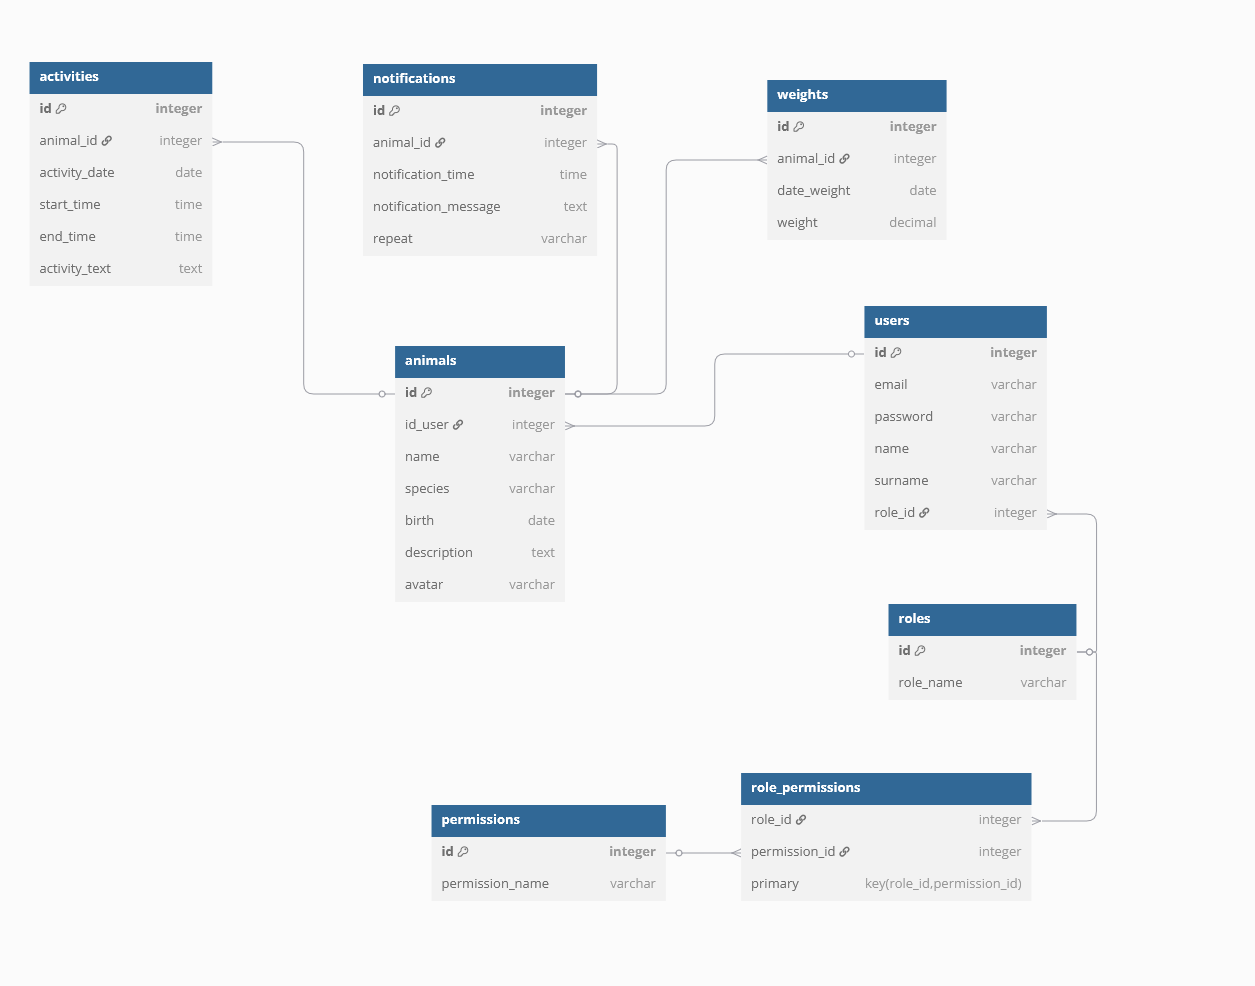 activities
id integer
animal_id integer
activity_date date
start_time time
end_time time
activity_text text
notifications
id integer
animal_id integer
notification_time time
notification_message text
repeat varchar
weights
id integer
animal_id integer
date_weight date
weight decimal
animals
id integer
id_user integer
name varchar
species varchar
birth date
description text
avatar varchar
users
id integer
email varchar
password varchar
name varchar
surname varchar
role_id integer
roles
id integer
role_name varchar
permissions
id integer
permission_name varchar
role_permissions
role_id integer
permission_id integer
primary key(role_id,permission_id)